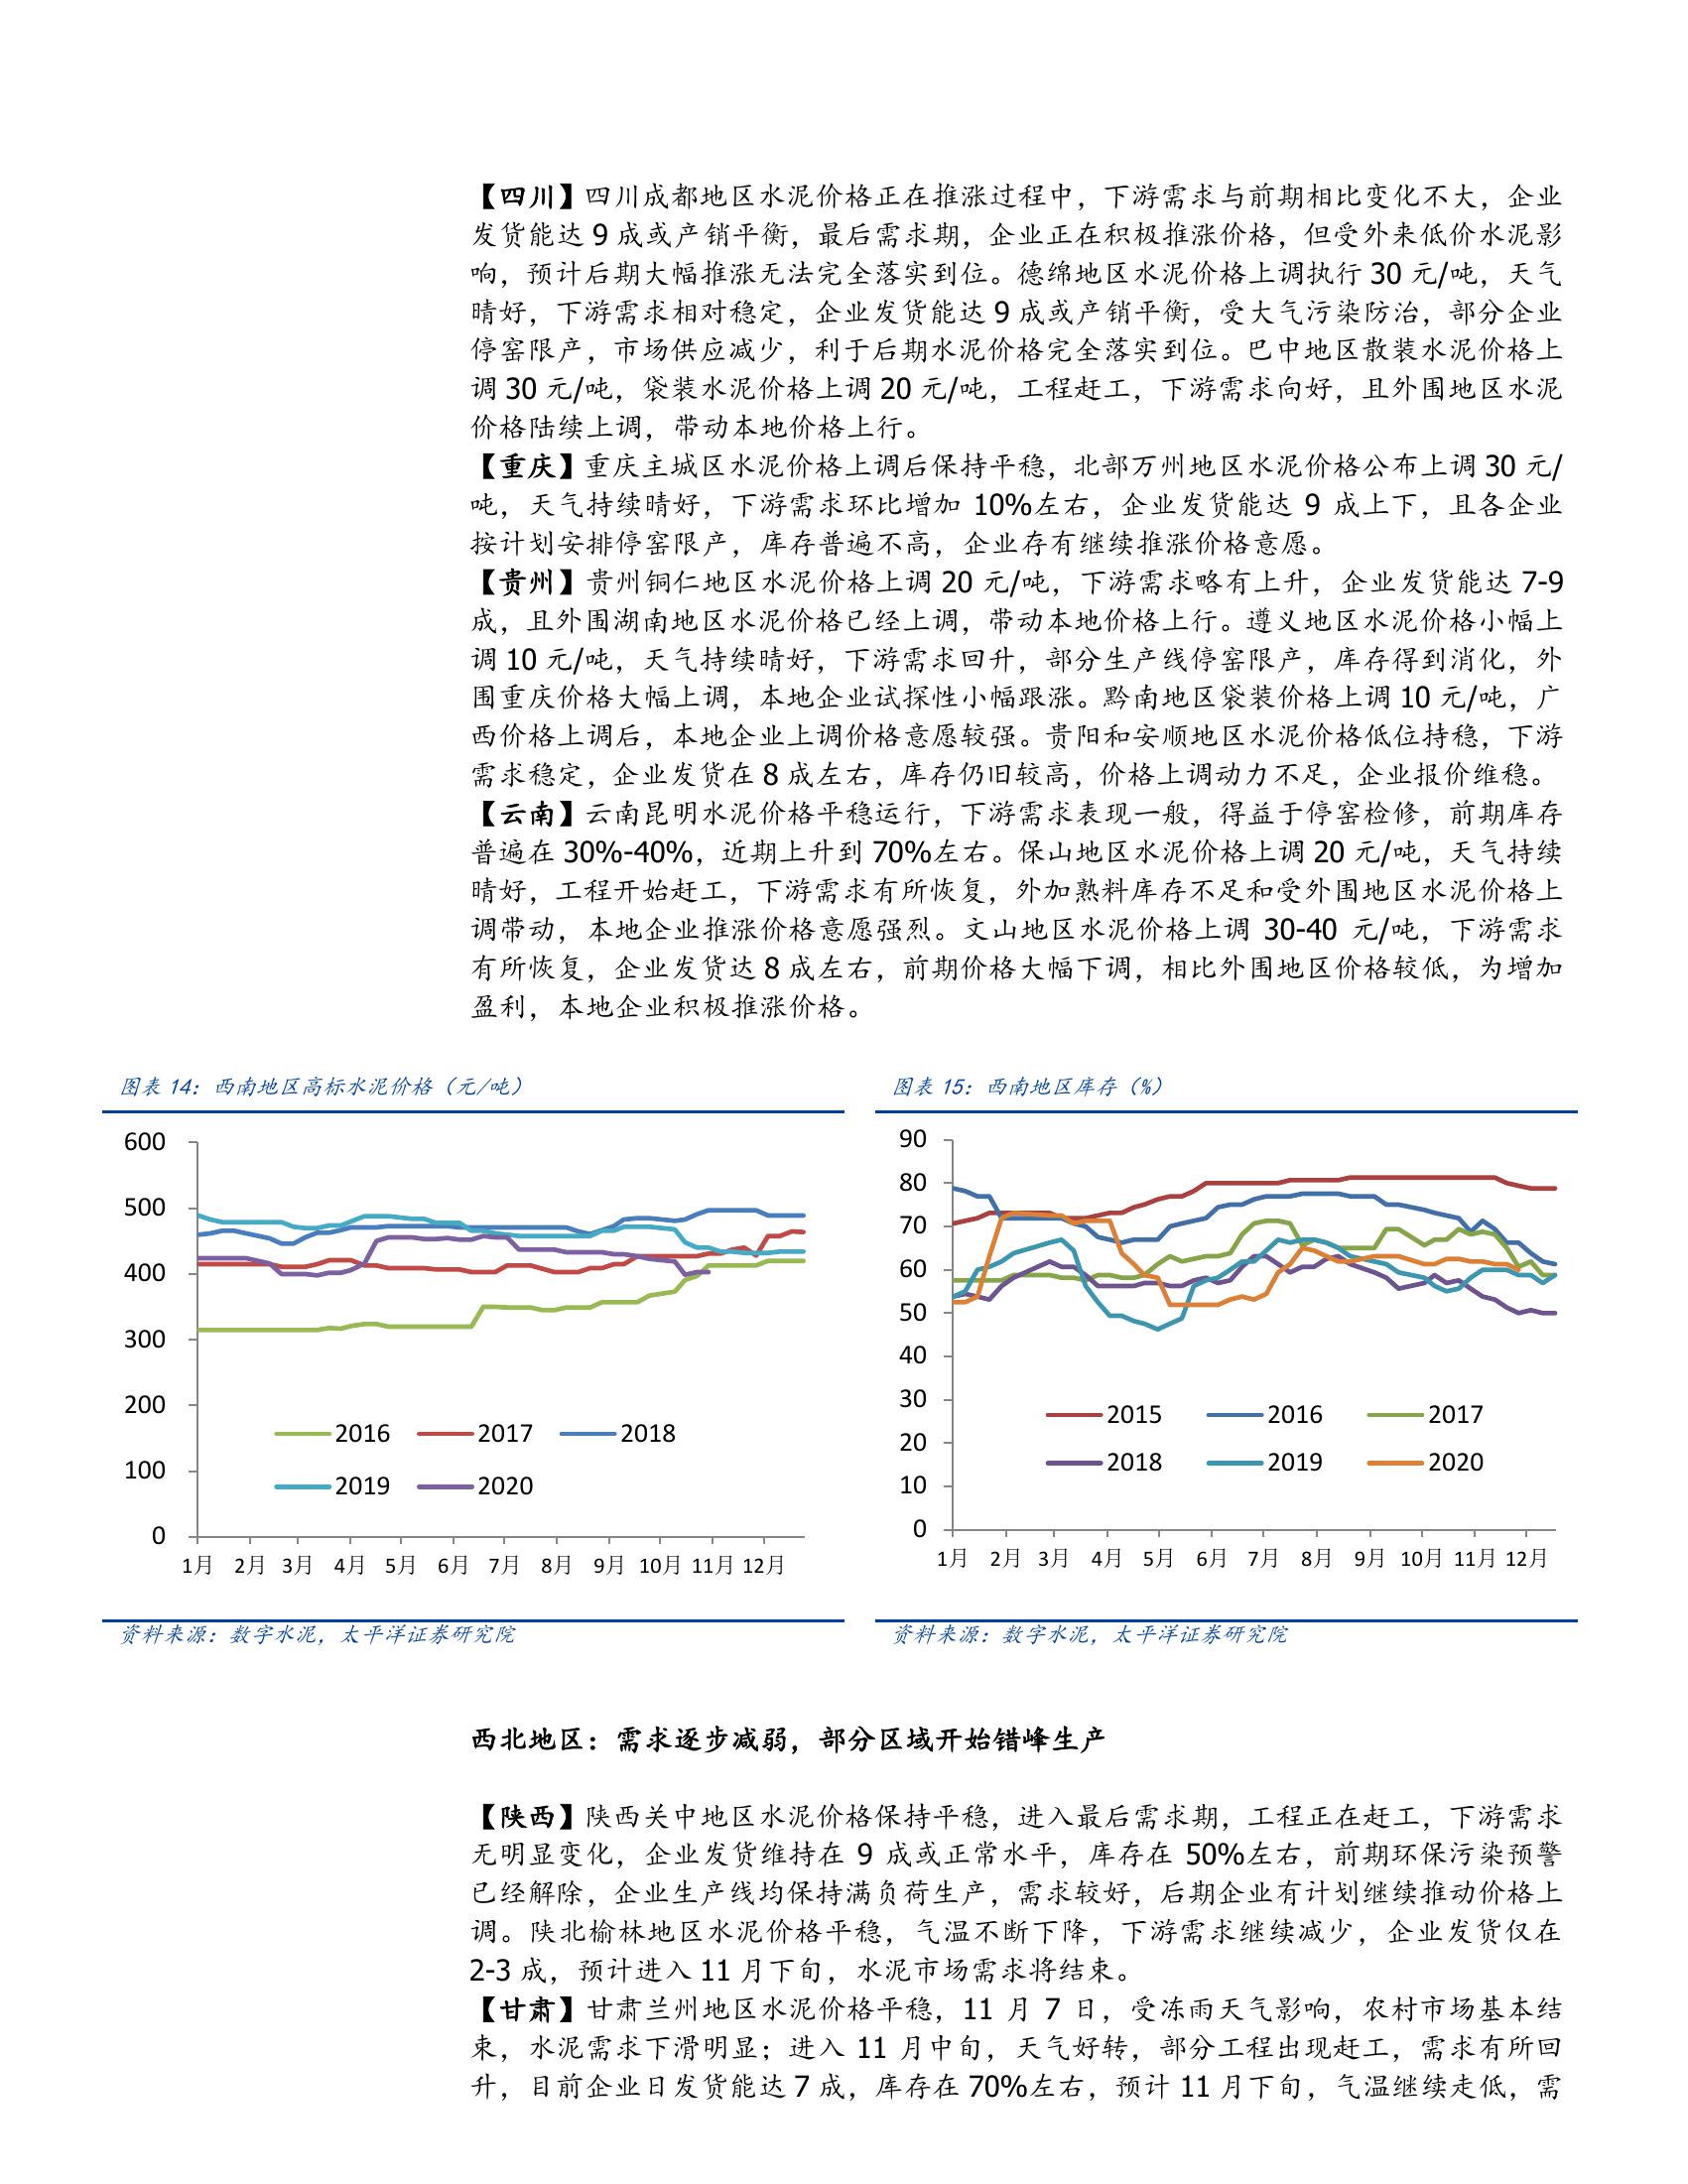 【四川】四川成都地区水泥价格正在推涨过程中，下游需求与前期相比变化不大，企业
发货能达 9 成或产销平衡，最后需求期，企业正在积极推涨价格，但受外来低价水泥影
响，预计后期大幅推涨无法完全落实到位。德绵地区水泥价格上调执行 30 元/吨，天气
晴好，下游需求相对稳定，企业发货能达 9 成或产销平衡，受大气污染防治，部分企业
停窑限产，市场供应减少，利于后期水泥价格完全落实到位。巴中地区散装水泥价格上
调 30 元/吨，袋装水泥价格上调 20 元/吨，工程赶工，下游需求向好，且外围地区水泥
价格陆续上调，带动本地价格上行。
【重庆】重庆主城区水泥价格上调后保持平稳，北部万州地区水泥价格公布上调 30 元/
吨，天气持续晴好，下游需求环比增加 10%左右，企业发货能达 9 成上下，且各企业
按计划安排停窑限产，库存普遍不高，企业存有继续推涨价格意愿。
【贵州】贵州铜仁地区水泥价格上调 20 元/吨，下游需求略有上升，企业发货能达 7-9
成，且外围湖南地区水泥价格已经上调，带动本地价格上行。遵义地区水泥价格小幅上
调 10 元/吨，天气持续晴好，下游需求回升，部分生产线停窑限产，库存得到消化，外
围重庆价格大幅上调，本地企业试探性小幅跟涨。黔南地区袋装价格上调 10 元/吨，广
西价格上调后，本地企业上调价格意愿较强。贵阳和安顺地区水泥价格低位持稳，下游
需求稳定，企业发货在 8 成左右，库存仍旧较高，价格上调动力不足，企业报价维稳。
【云南】云南昆明水泥价格平稳运行，下游需求表现一般，得益于停窑检修，前期库存
普遍在 30%-40%，近期上升到 70%左右。保山地区水泥价格上调 20 元/吨，天气持续
晴好，工程开始赶工，下游需求有所恢复，外加熟料库存不足和受外围地区水泥价格上
调带动，本地企业推涨价格意愿强烈。文山地区水泥价格上调 30-40 元/吨，下游需求
有所恢复，企业发货达 8 成左右，前期价格大幅下调，相比外围地区价格较低，为增加
盈利，本地企业积极推涨价格。
图表 14：西南地区高标水泥价格（元/吨）
600
500
400
300
200
100
0
2016 2017 2018
2019 2020
1月 2月 3月 4月 5月 6月 7月 8月 9月 10月 11月 12月
资料来源：数字水泥，太平洋证券研究院
图表 15：西南地区库存（%）
90
80
70
60
50
40
30
20
10
0
2015 2016 2017
2018 2019 2020
1月 2月 3月 4月 5月 6月 7月 8月 9月 10月 11月 12月
资料来源：数字水泥，太平洋证券研究院
西北地区：需求逐步减弱，部分区域开始错峰生产
【陕西】陕西关中地区水泥价格保持平稳，进入最后需求期，工程正在赶工，下游需求
无明显变化，企业发货维持在 9 成或正常水平，库存在 50%左右，前期环保污染预警
已经解除，企业生产线均保持满负荷生产，需求较好，后期企业有计划继续推动价格上
调。陕北榆林地区水泥价格平稳，气温不断下降，下游需求继续减少，企业发货仅在
2-3 成，预计进入 11 月下旬，水泥市场需求将结束。
【甘肃】甘肃兰州地区水泥价格平稳，11 月 7 日，受冻雨天气影响，农村市场基本结
束，水泥需求下滑明显；进入 11 月中旬，天气好转，部分工程出现赶工，需求有所回
升，目前企业日发货能达 7 成，库存在 70%左右，预计 11 月下旬，气温继续走低，需